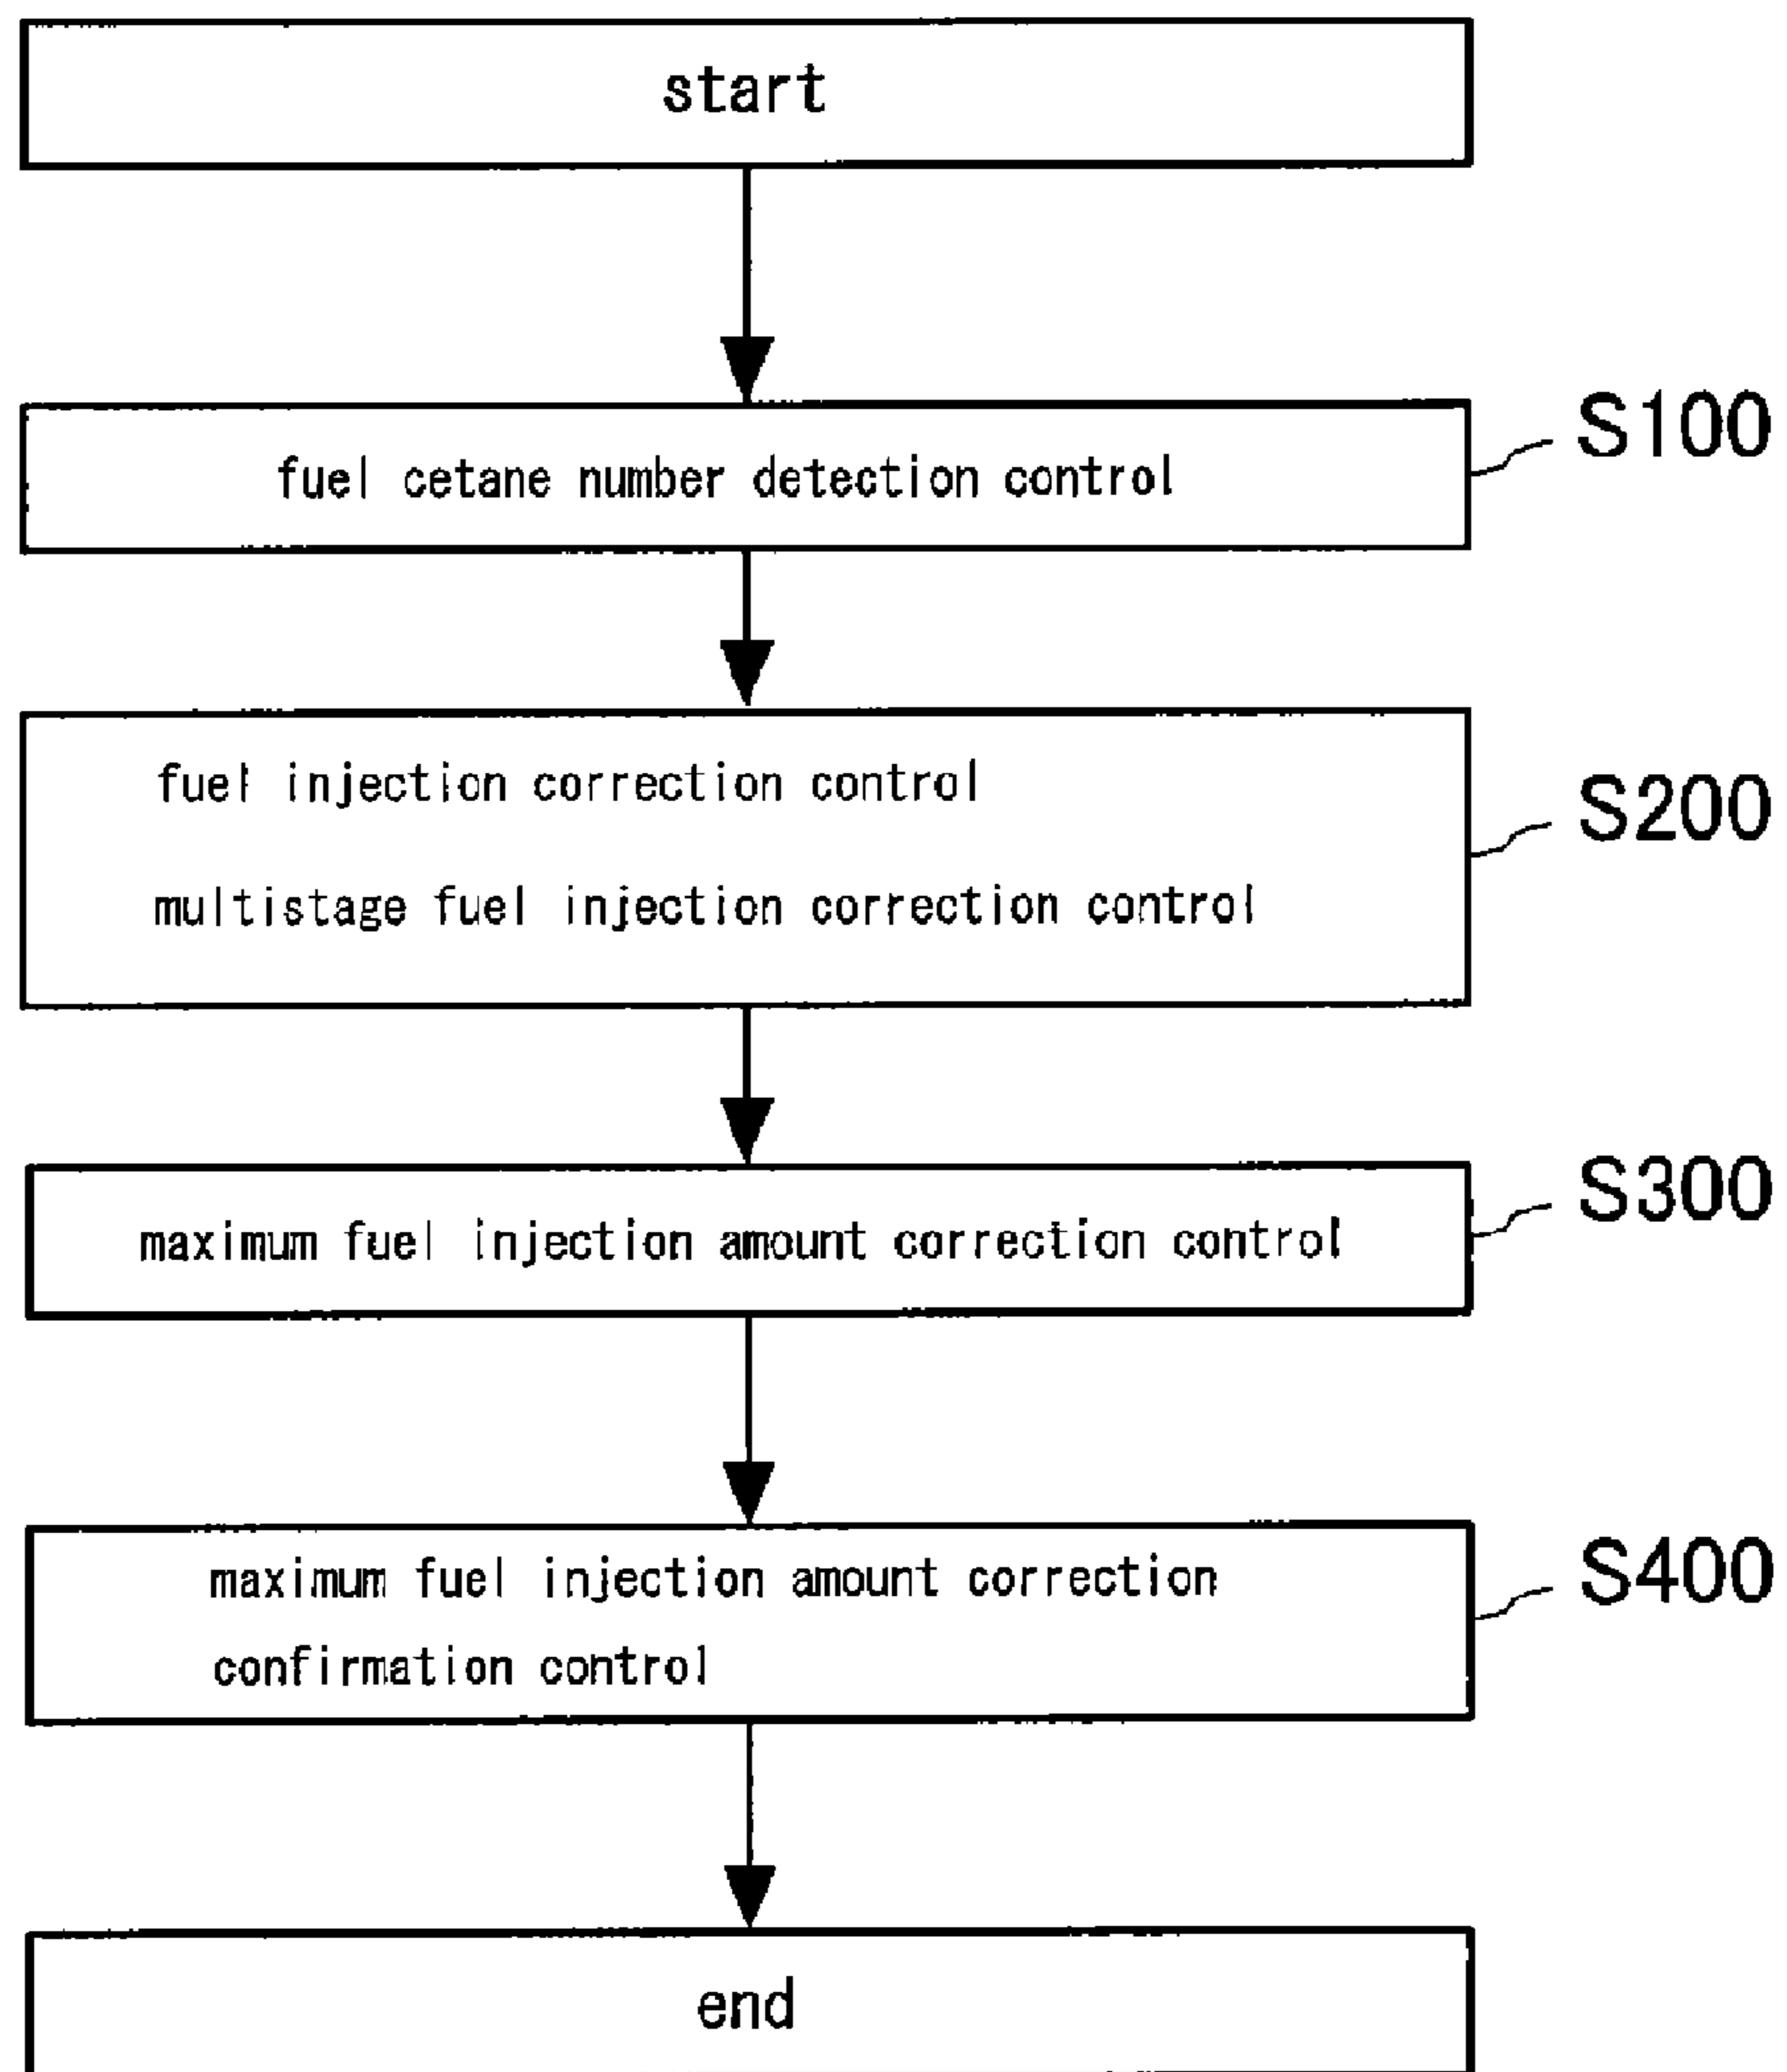 start
S100
fuel cetane number detection control
S200
fuel injection correction control
multistage fuel injection correction control
S300
maximum fuel injection amount correction control
S400
maximum fuel injection amount correction
confirmation control
end